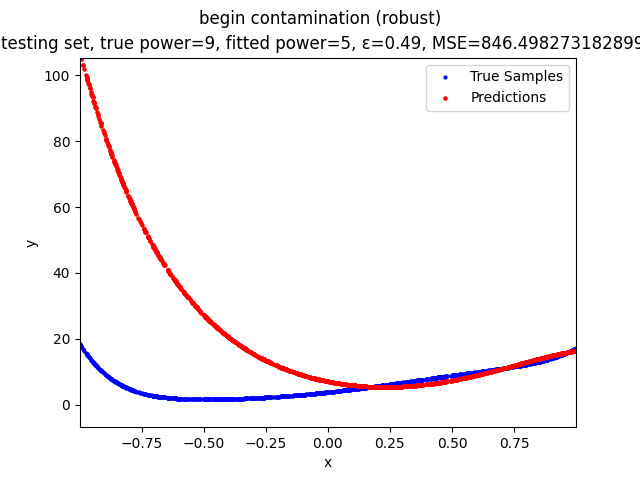 begin contamination (robust)
testing set, true power=9, fitted power=5, ε=0.49, MSE=846.498273182899
True Samples
Predictions
100
80
60
40
20
0
y
−0.75
−0.50
−0.25
0.00
0.25
0.50
0.75
x